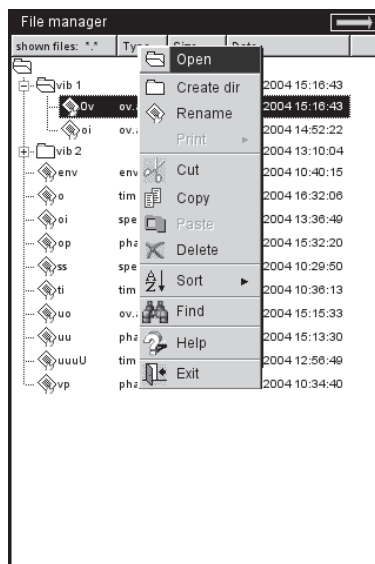 File manager
shown files: *.*
Open
vib 1 2004 15:16:43
Create dir
0v ov. 2004 15:16:43
Rename
oi ov. 2004 14:52:22
Print
vib 2 2004 13:10:04
env env 2004 10:40:15
Cut
o tim 2004 16:32:06
Copy
oi spe 2004 13:36:49
Paste
op pha 2004 15:32:20
Delete
ss spe 2004 10:29:50
Sort
ti tim 2004 10:36:13
uo ov. 2004 15:15:33
Find
uu pha 2004 15:13:30
Help
uuuU tim 2004 12:56:49
Exit
vp pha 2004 10:34:40